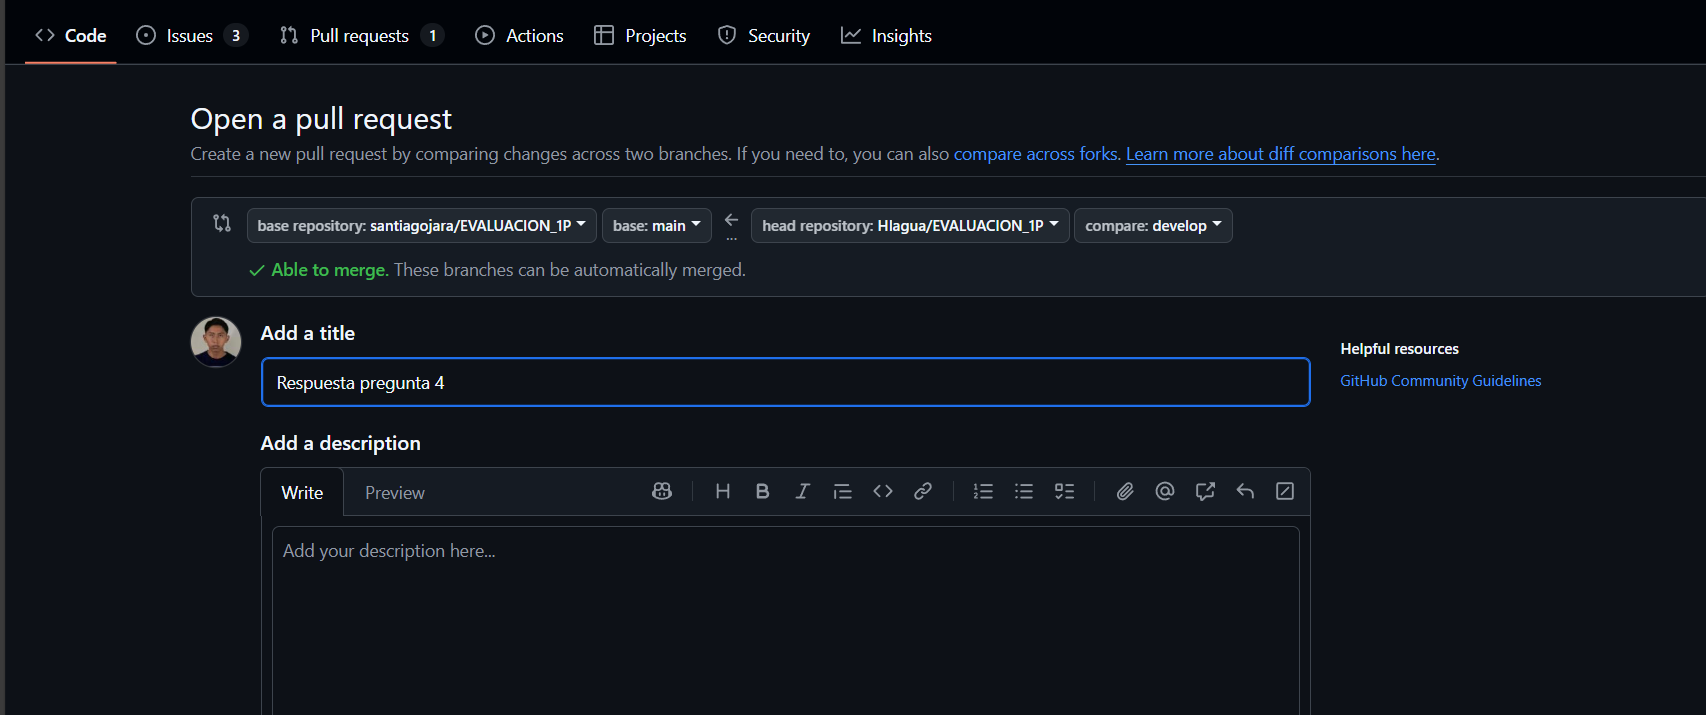 Code Issues 3 Pull requests 1 Actions Projects Security Insights
Open a pull request
Create a new pull request by comparing changes across two branches. If you need to, you can also compare across forks. Learn more about diff comparisons here.
base repository: santiagojara/EVALUACION_1P base: main ... head repository: Hlagua/EVALUACION_1P compare: develop
Able to merge. These branches can be automatically merged.
Add a title
Respuesta pregunta 4
Helpful resources
GitHub Community Guidelines
Add a description
Write Preview
Add your description here...